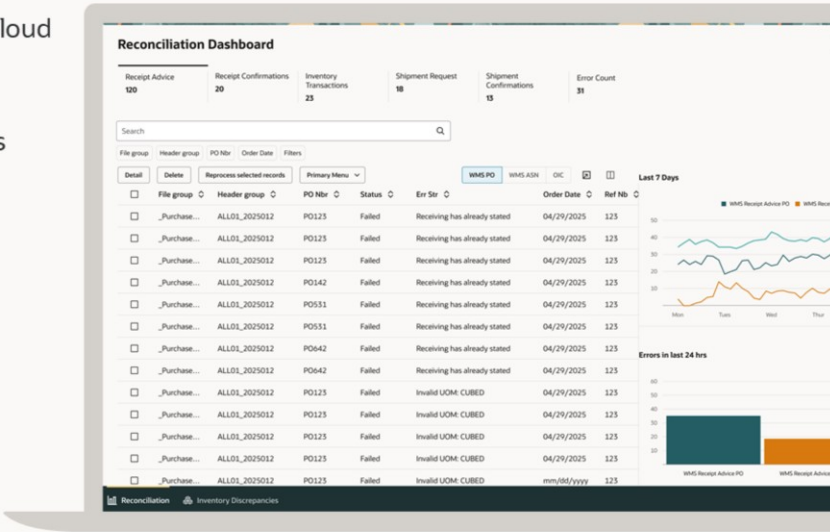 loud
s
Reconciliation Dashboard
Receipt Advice
120
Receipt Confirmations
20
Inventory
Transactions
23
Shipment Request
18
Shipment
Confirmations
13
Error Count
31
Search
File group Header group PO Nbr Order Date Filters
Detail Delete Reprocess selected records Primary Menu WMS PO WMS ASN OIC
File group Header group PO Nbr Status Err Str Order Date Ref Nb
_Purchase... ALL01_2025012 PO123 Failed Receiving has already stated 04/29/2025 123
_Purchase... ALL01_2025012 PO123 Failed Receiving has already stated 04/29/2025 123
_Purchase... ALL01_2025012 PO123 Failed Receiving has already stated 04/29/2025 123
_Purchase... ALL01_2025012 PO142 Failed Receiving has already stated 04/29/2025 123
_Purchase... ALL01_2025012 PO531 Failed Receiving has already stated 04/29/2025 123
_Purchase... ALL01_2025012 PO531 Failed Receiving has already stated 04/29/2025 123
_Purchase... ALL01_2025012 PO642 Failed Receiving has already stated 04/29/2025 123
_Purchase... ALL01_2025012 PO642 Failed Receiving has already stated 04/29/2025 123
_Purchase... ALL01_2025012 PO123 Failed Invalid UOM: CUBED 04/29/2025 123
_Purchase... ALL01_2025012 PO123 Failed Invalid UOM: CUBED 04/29/2025 123
_Purchase... ALL01_2025012 PO123 Failed Invalid UOM: CUBED 04/29/2025 123
_Purchase... ALL01_2025012 PO123 Failed Invalid UOM: CUBED 04/29/2025 123
_Purchase... ALL01_2025012 PO123 Failed Invalid UOM: CUBED mm/dd/yyyy 123
Last 7 Days
WMS Receipt Advice PO WMS Rece
50
40
30
20
10
Mon Tues Wed Thur
Errors in last 24 hrs
60
50
40
30
20
10
WMS Receipt Advice PO WMS Receipt Advice
Reconciliation Inventory Discrepancies